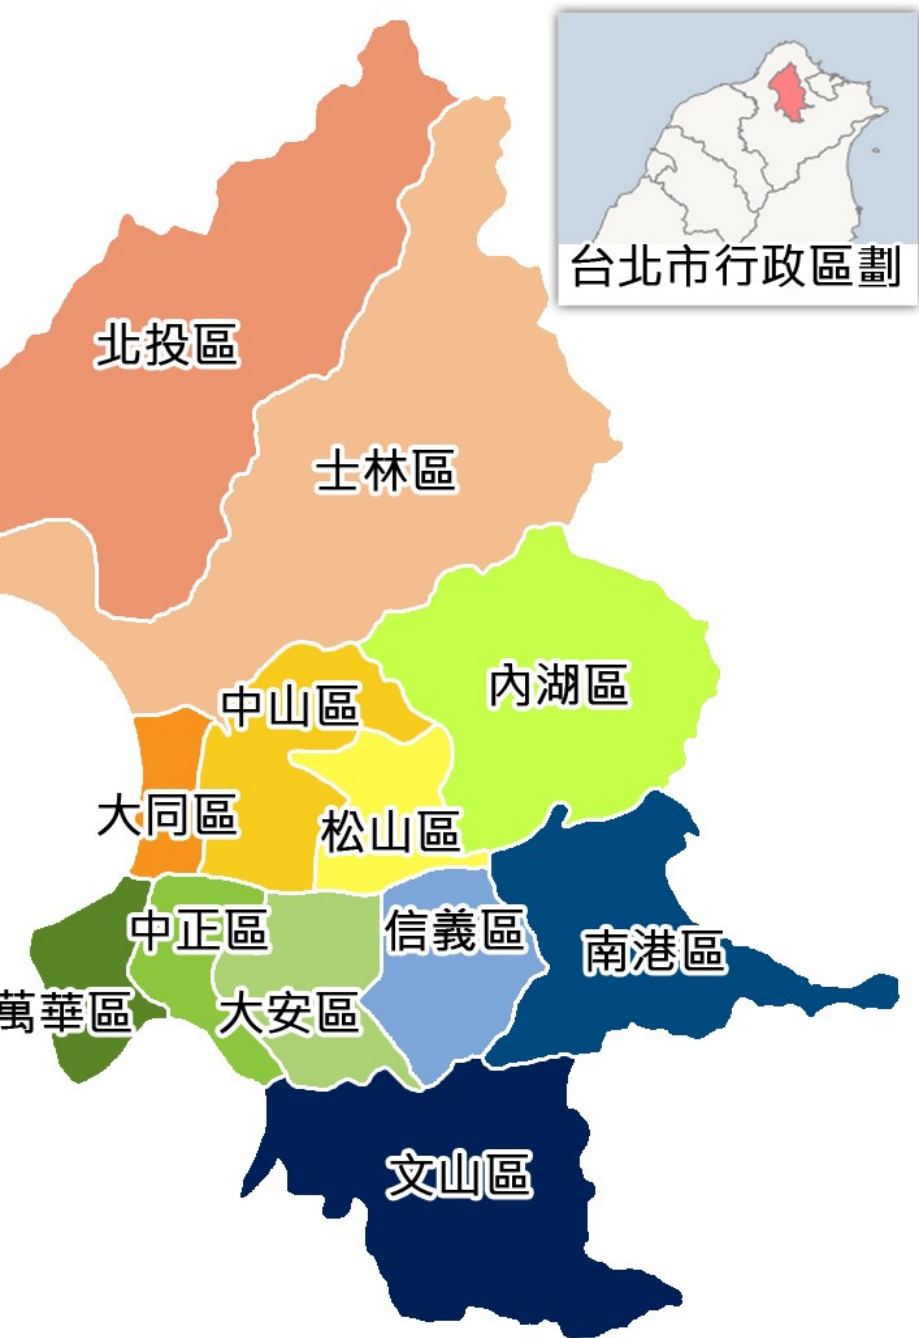 台北市行政區劃
北投區
士林區
內湖區
中山區
大同區
松山區
中正區
信義區
南港區
萬華區
大安區
文山區